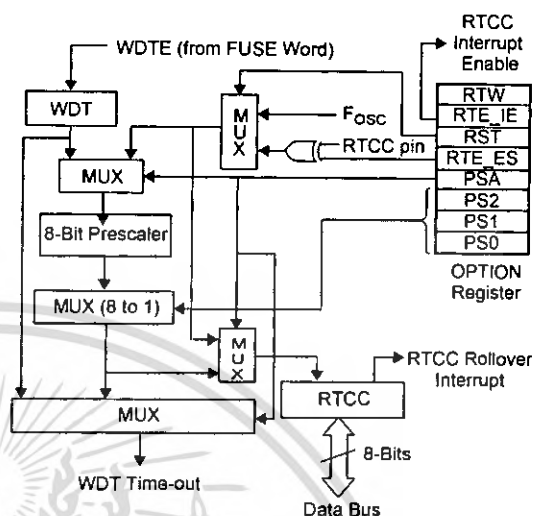 RTCC
Interrupt
Enable
WDTE (from FUSE Word)
WDT
MUX
FOSC
RTCC pin
RTW
RTE_IE
RST
RTE_ES
PSA
PS2
PS1
PS0
OPTION
Register
MUX
8-Bit Prescaler
MUX (8 to 1)
MUX
RTCC Rollover
Interrupt
RTCC
MUX
8-Bits
WDT Time-out
Data Bus